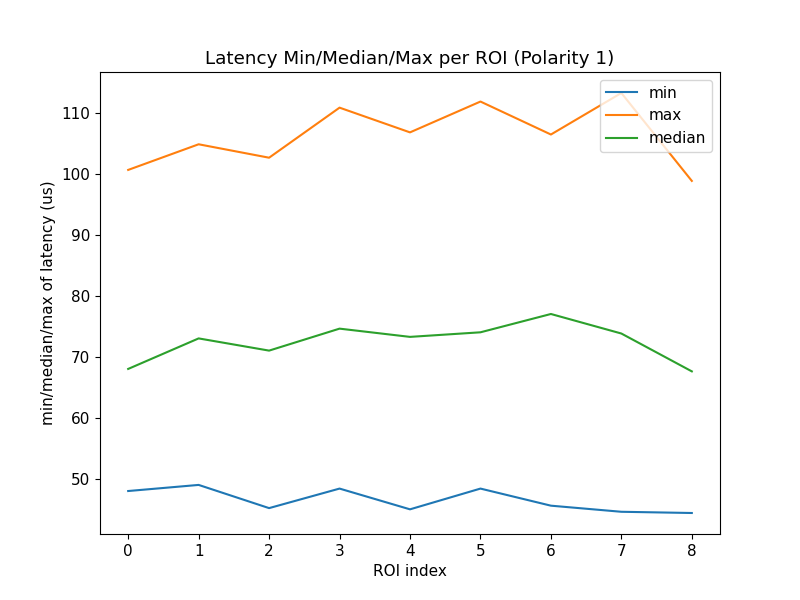 Latency Min/Median/Max per ROI (Polarity 1)
min
max
median
110
100
90
80
70
60
50
min/median/max of latency (us)
0 1 2 3 4 5 6 7 8
ROI index